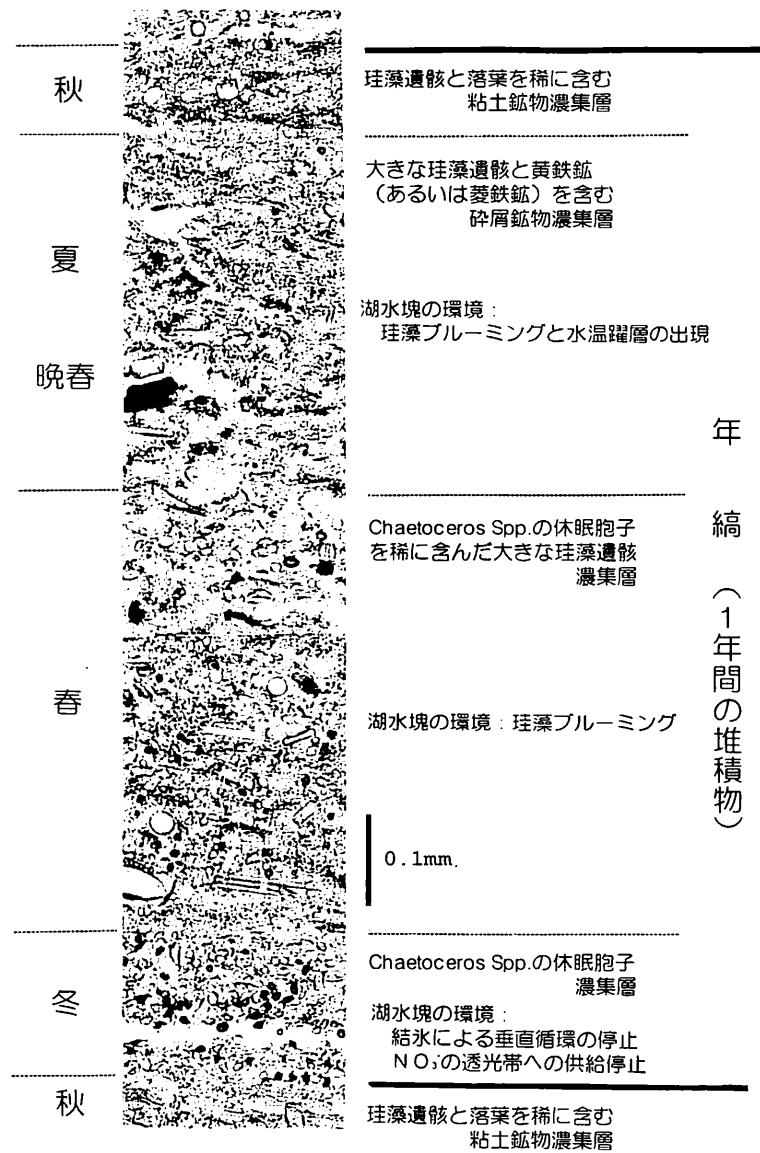 秋
珪藻遺骸と落葉を稀に含む
粘土鉱物濃集層
大きな珪藻遺骸と黄鉄鉱
（あるいは菱鉄鉱）を含む
砕屑鉱物濃集層
夏
湖水塊の環境：
珪藻ブルーミングと水温躍層の出現
晩春
年縞（1年間の堆積物）
Chaetoceros Spp.の休眠胞子
を稀に含んだ大きな珪藻遺骸
濃集層
春
湖水塊の環境：珪藻ブルーミング
0.1mm.
Chaetoceros Spp.の休眠胞子
濃集層
冬
湖水塊の環境：
結氷による垂直循環の停止
NO₃の透光帯への供給停止
秋
珪藻遺骸と落葉を稀に含む
粘土鉱物濃集層